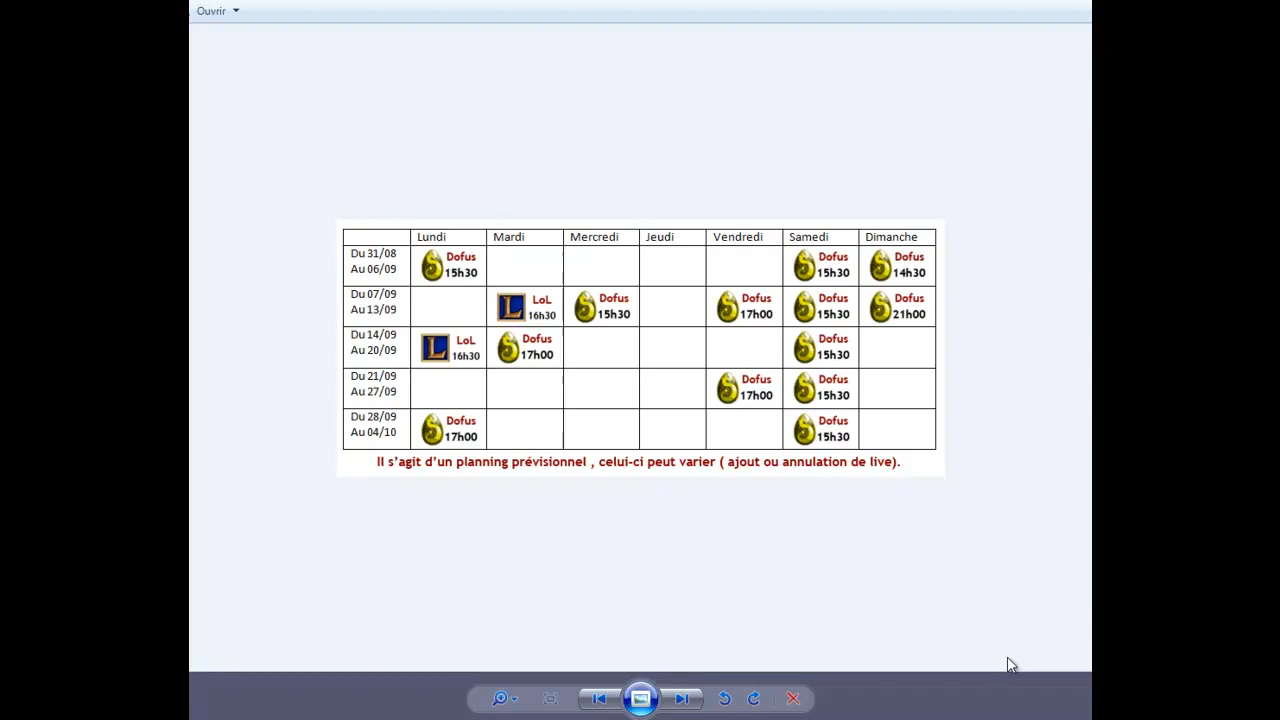 Ouvrir
Lundi Mardi Mercredi Jeudi Vendredi Samedi Dimanche
Du 31/08 Dofus Dofus Dofus
Au 06/09 15h30 15h30 14h30
Du 07/09 LoL Dofus Dofus Dofus Dofus
Au 13/09 16h30 15h30 17h00 15h30 21h00
Du 14/09 LoL Dofus Dofus
Au 20/09 16h30 17h00 15h30
Du 21/09 Dofus Dofus
Au 27/09 17h00 15h30
Du 28/09 Dofus Dofus
Au 04/10 17h00 15h30
Il s'agit d'un planning prévisionnel , celui-ci peut varier ( ajout ou annulation de live).